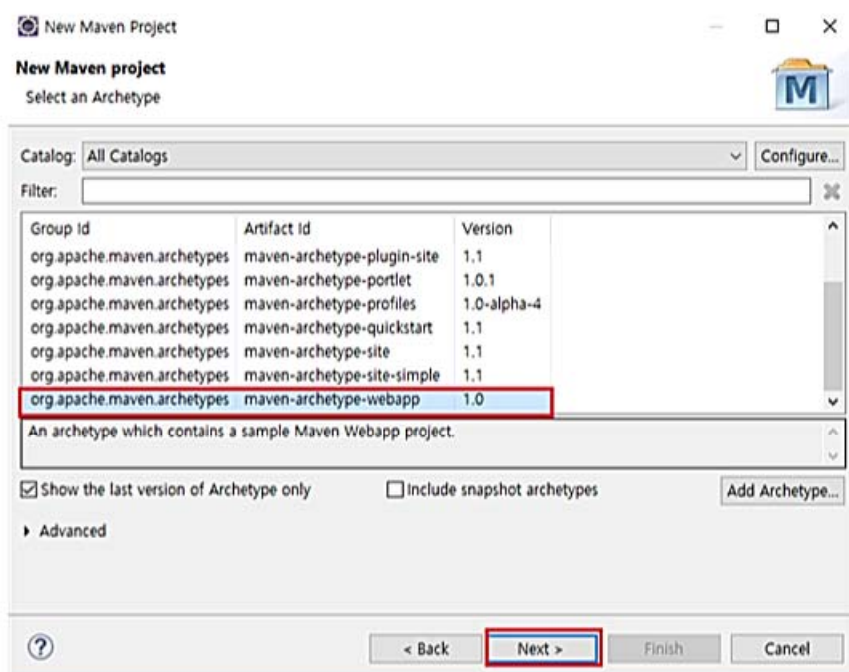 New Maven Project
New Maven project
Select an Archetype
M
Catalog: All Catalogs Configure...
Filter:
Group Id Artifact Id Version
org.apache.maven.archetypes maven-archetype-plugin-site 1.1
org.apache.maven.archetypes maven-archetype-portlet 1.0.1
org.apache.maven.archetypes maven-archetype-profiles 1.0-alpha-4
org.apache.maven.archetypes maven-archetype-quickstart 1.1
org.apache.maven.archetypes maven-archetype-site 1.1
org.apache.maven.archetypes maven-archetype-site-simple 1.1
org.apache.maven.archetypes maven-archetype-webapp 1.0
An archetype which contains a sample Maven Webapp project.
Show the last version of Archetype only Include snapshot archetypes Add Archetype...
Advanced
? < Back Next > Finish Cancel